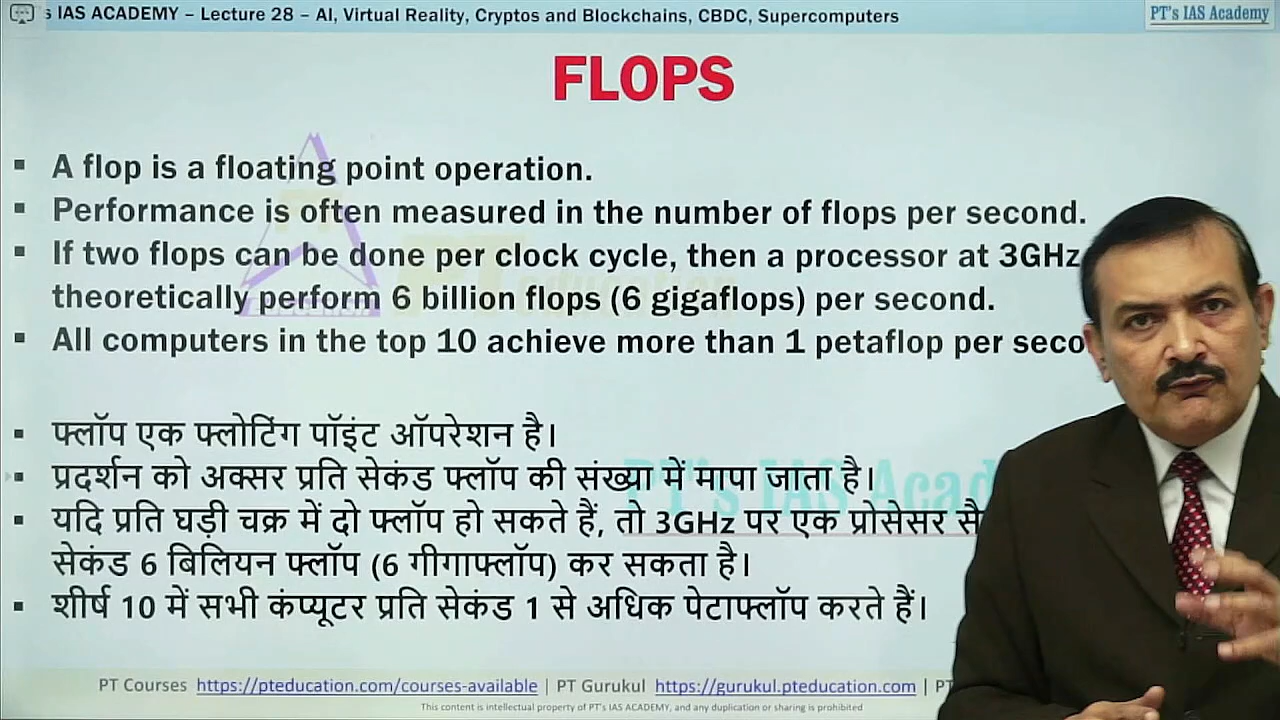 s IAS ACADEMY – Lecture 28 – AI, Virtual Reality, Cryptos and Blockchains, CBDC, Supercomputers
PT's IAS Academy
FLOPS
▪ A flop is a floating point operation.
▪ Performance is often measured in the number of flops per second.
▪ If two flops can be done per clock cycle, then a processor at 3GHz
theoretically perform 6 billion flops (6 gigaflops) per second.
▪ All computers in the top 10 achieve more than 1 petaflop per seco
▪ फ्लॉप एक फ्लोटिंग पॉइंट ऑपरेशन है।
▪ प्रदर्शन को अक्सर प्रति सेकंड फ्लॉप की संख्या में मापा जाता है।
▪ यदि प्रति घड़ी चक्र में दो फ्लॉप हो सकते हैं, तो 3GHz पर एक प्रोसेसर सै
सेकंड 6 बिलियन फ्लॉप (6 गीगाफ्लॉप) कर सकता है।
▪ शीर्ष 10 में सभी कंप्यूटर प्रति सेकंड 1 से अधिक पेटाफ्लॉप करते हैं।
PT education
PT's IAS Acad
PT Courses https://pteducation.com/courses-available | PT Gurukul https://gurukul.pteducation.com | PT
This content is intellectual property of PT's IAS ACADEMY, and any duplication or sharing is prohibited